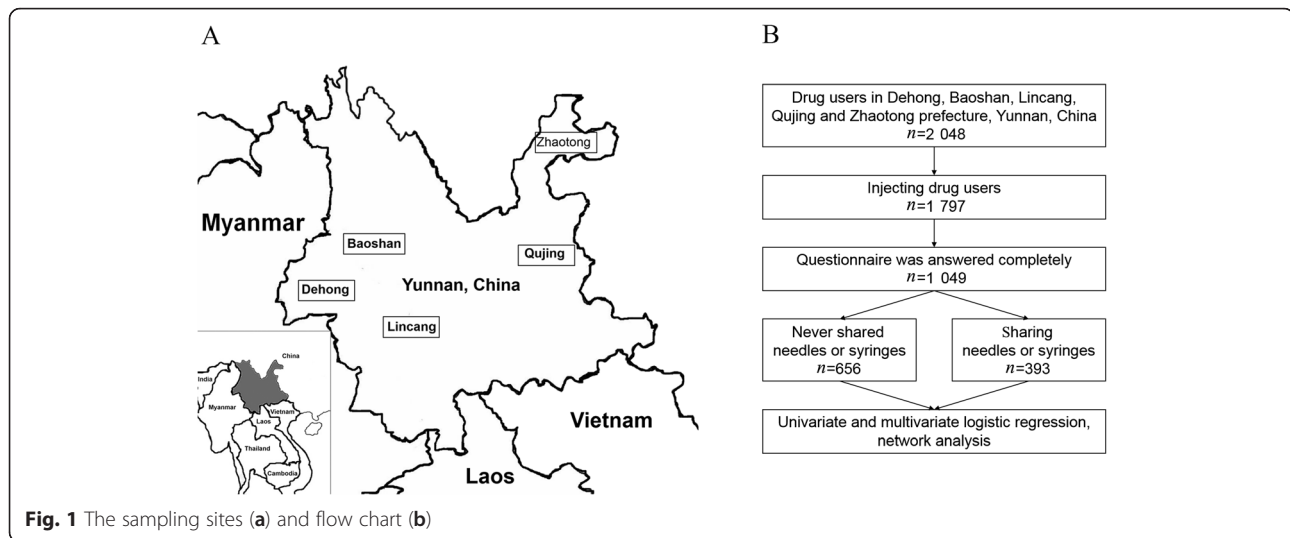 A
Zhaotong
Myanmar
Baoshan
Qujing
Dehong
Yunnan, China
Lincang
China
India
Myanmar
Vietnam
Laos
Thailand
Cambodia
Vietnam
Laos
B
Drug users in Dehong, Baoshan, Lincang,
Qujing and Zhaotong prefecture, Yunnan, China
n=2 048
Injecting drug users
n=1 797
Questionnaire was answered completely
n=1 049
Never shared
needles or syringes
n=656
Sharing
needles or syringes
n=393
Univariate and multivariate logistic regression,
network analysis
Fig. 1 The sampling sites (a) and flow chart (b)